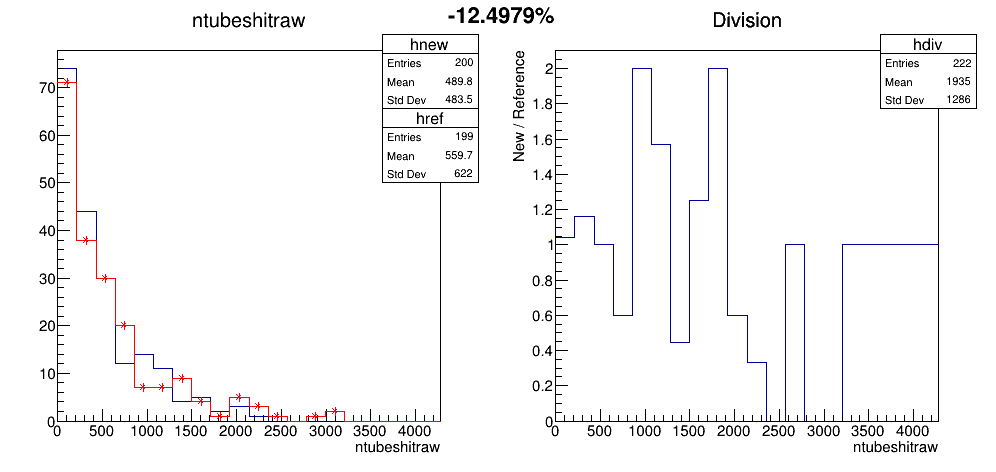 ntubeshitraw
-12.4979%
Division
hnew
Entries 200
Mean 489.8
Std Dev 483.5
href
Entries 199
Mean 559.7
Std Dev 622
70
60
50
40
30
20
10
0
0 500 1000 1500 2000 2500 3000 3500 4000
ntubeshitraw
hdiv
Entries 222
Mean 1935
Std Dev 1286
New / Reference
2
1.8
1.6
1.4
1.2
1
0.8
0.6
0.4
0.2
0
0 500 1000 1500 2000 2500 3000 3500 4000
ntubeshitraw